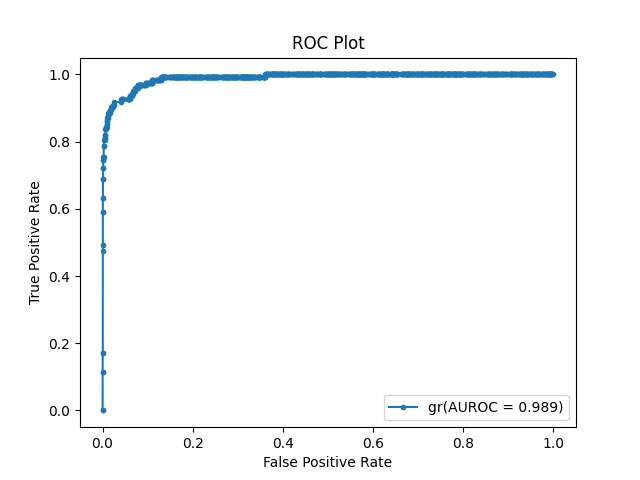 ROC Plot
True Positive Rate
1.0
0.8
0.6
0.4
0.2
0.0
gr(AUROC = 0.989)
0.0 0.2 0.4 0.6 0.8 1.0
False Positive Rate